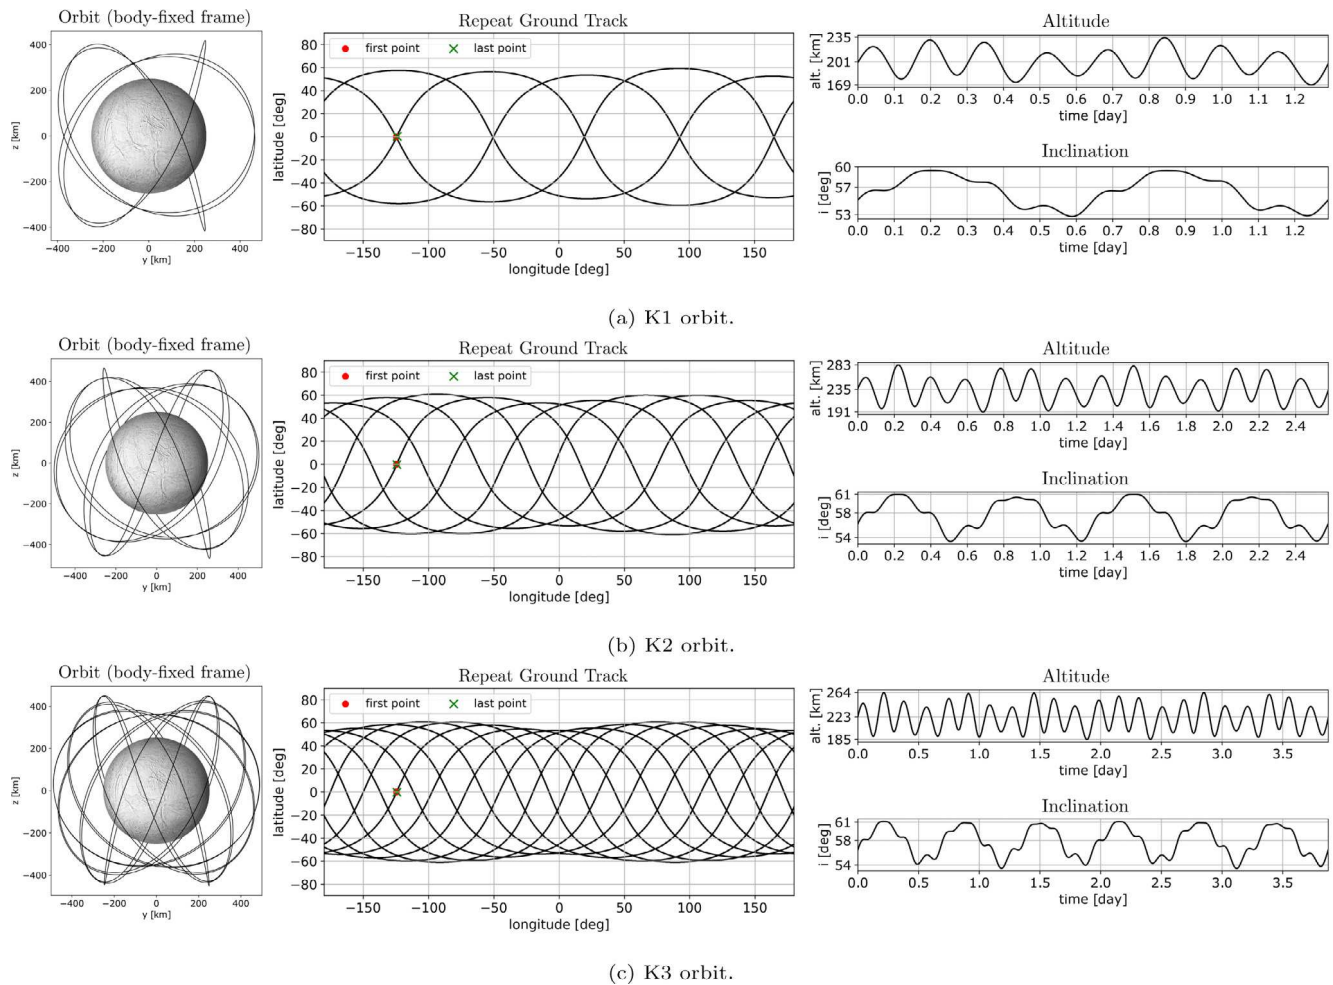 Orbit (body-fixed frame)
Repeat Ground Track
Altitude
400
200
0
−200
−400
z [km]
−400 −200 0 200 400
y [km]
first point
last point
80
60
40
20
0
−20
−40
−60
−80
latitude [deg]
−150 −100 −50 0 50 100 150
longitude [deg]
235
201
169
alt. [km]
0.0 0.1 0.2 0.3 0.4 0.5 0.6 0.7 0.8 0.9 1.0 1.1 1.2
time [day]
Inclination
60
57
53
i [deg]
0.0 0.1 0.2 0.3 0.4 0.5 0.6 0.7 0.8 0.9 1.0 1.1 1.2
time [day]
(a) K1 orbit.
Orbit (body-fixed frame)
Repeat Ground Track
Altitude
400
200
0
−200
−400
z [km]
−400 −200 0 200 400
y [km]
first point
last point
80
60
40
20
0
−20
−40
−60
−80
latitude [deg]
−150 −100 −50 0 50 100 150
longitude [deg]
283
235
191
alt. [km]
0.0 0.2 0.4 0.6 0.8 1.0 1.2 1.4 1.6 1.8 2.0 2.2 2.4
time [day]
Inclination
61
58
54
i [deg]
0.0 0.2 0.4 0.6 0.8 1.0 1.2 1.4 1.6 1.8 2.0 2.2 2.4
time [day]
(b) K2 orbit.
Orbit (body-fixed frame)
Repeat Ground Track
Altitude
400
200
0
−200
−400
z [km]
−400 −200 0 200 400
y [km]
first point
last point
80
60
40
20
0
−20
−40
−60
−80
latitude [deg]
−150 −100 −50 0 50 100 150
longitude [deg]
264
223
185
alt. [km]
0.0 0.5 1.0 1.5 2.0 2.5 3.0 3.5
time [day]
Inclination
61
58
54
i [deg]
0.0 0.5 1.0 1.5 2.0 2.5 3.0 3.5
time [day]
(c) K3 orbit.